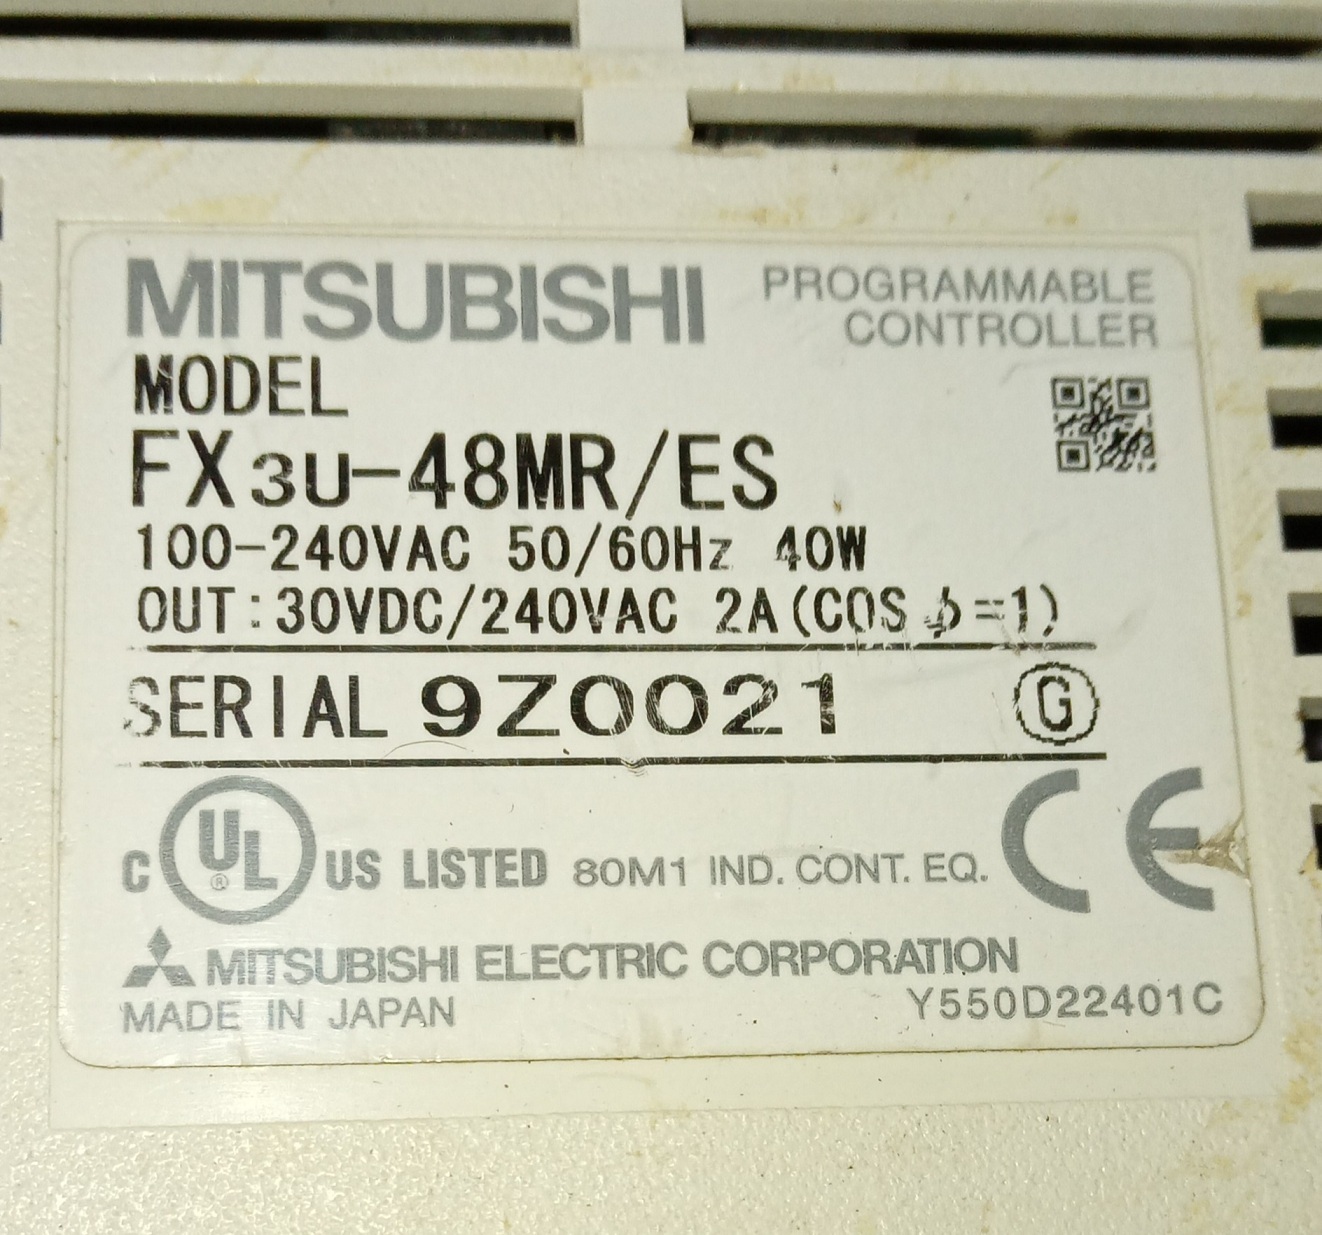 MITSUBISHI PROGRAMMABLE CONTROLLER
MODEL
FX3U-48MR/ES
100-240VAC 50/60Hz 40W
OUT:30VDC/240VAC 2A(COS ϕ=1)
SERIAL 9Z0021 G
C UL ® US LISTED 80M1 IND. CONT. EQ. CE
MITSUBISHI ELECTRIC CORPORATION
MADE IN JAPAN Y550D22401C